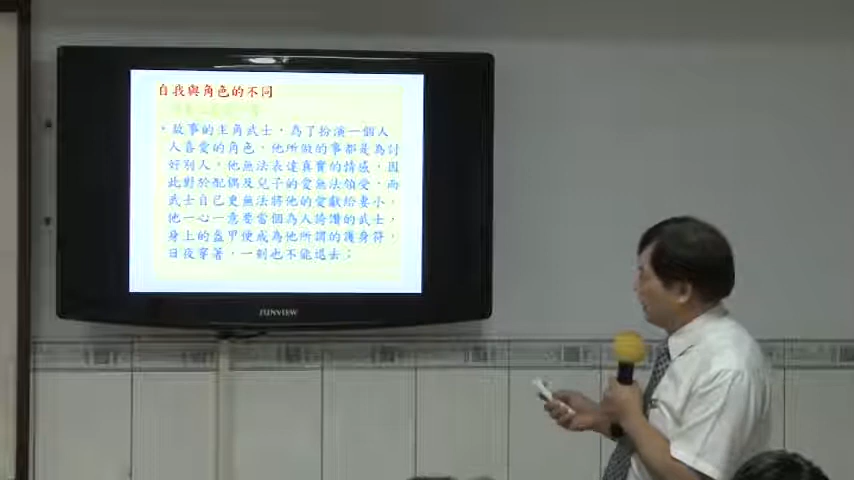 自我與角色的不同
• 故事的主角武士，為了扮演一個人
人喜愛的角色，他所做的事都是為討
好別人，他無法表達真實的情感，因
此對於配偶及兒子的愛無法領受，而
武士自己更無法將他的愛獻給妻小，
他一心一意要當個為人誇讚的武士，
身上的盔甲便成為他所謂的護身符，
日夜穿著，一刻也不能退去；
SUNVIEW